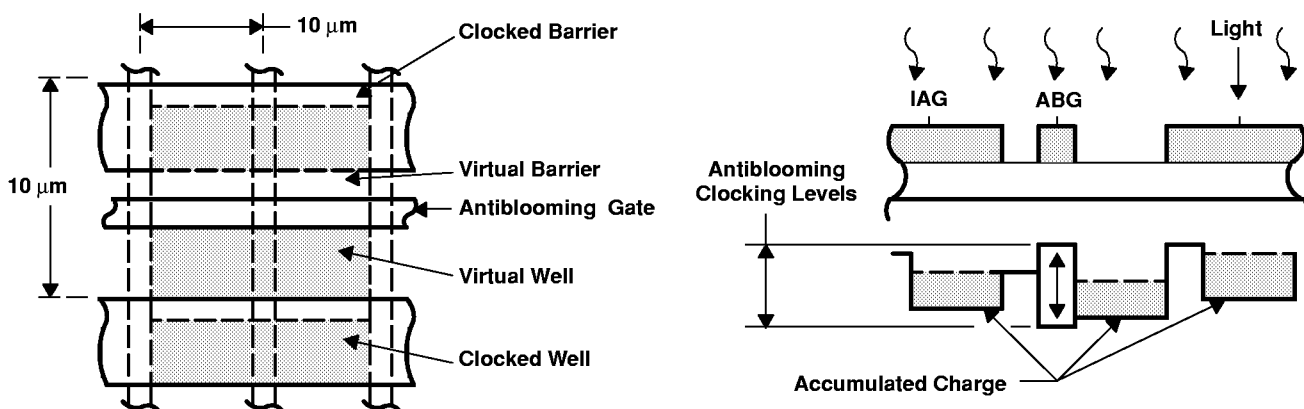 10 μm
Clocked Barrier
10 μm
Virtual Barrier
Antiblooming Gate
Virtual Well
Clocked Well
Light
IAG
ABG
Antiblooming
Clocking Levels
Accumulated Charge